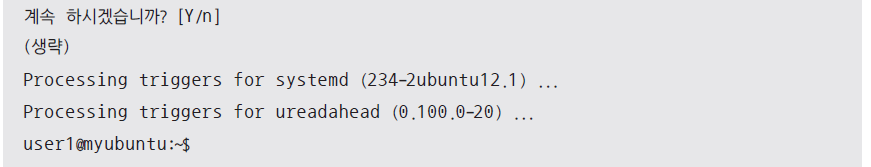 계속 하시겠습니까? [Y/n]
(생략)
Processing triggers for systemd (234-2ubuntu12.1) ...
Processing triggers for ureadahead (0.100.0-20) ...
user1@myubuntu:~$